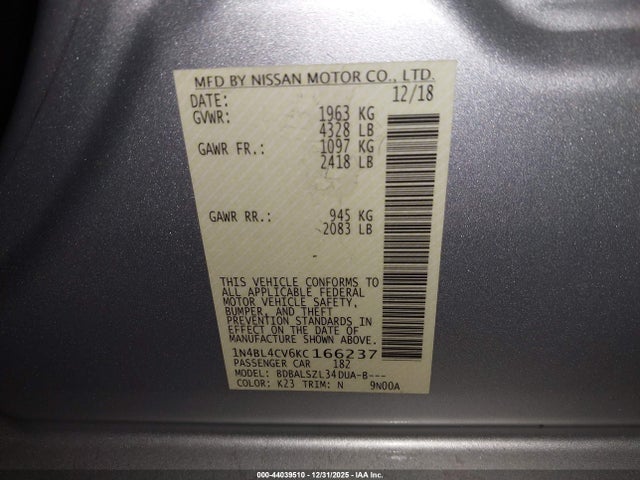 MFD BY NISSAN MOTOR CO., LTD.
DATE: 12/18
GVWR: 1963 KG
4328 LB
GAWR FR.: 1097 KG
2418 LB
GAWR RR.: 945 KG
2083 LB
THIS VEHICLE CONFORMS TO
ALL APPLICABLE FEDERAL
MOTOR VEHICLE SAFETY,
BUMPER, AND THEFT
PREVENTION STANDARDS IN
EFFECT ON THE DATE OF
MANUFACTURE SHOWN ABOVE.
1N4BL4CV6KC166237
PASSENGER CAR 182
MODEL: BDBALSZL34DUA-B---
COLOR: K23 TRIM: N 9N00A
000-44039510 - 12/31/2025 - IAA Inc.